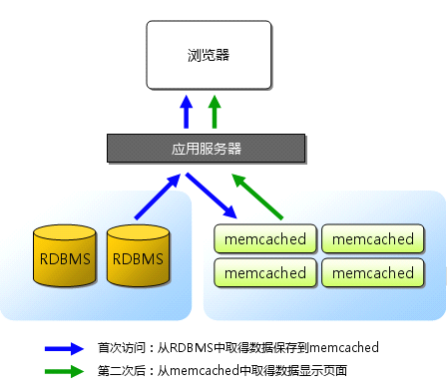 浏览器
应用服务器
RDBMS
RDBMS
memcached
memcached
memcached
memcached
首次访问：从RDBMS中取得数据保存到memcached
第二次后：从memcached中取得数据显示页面